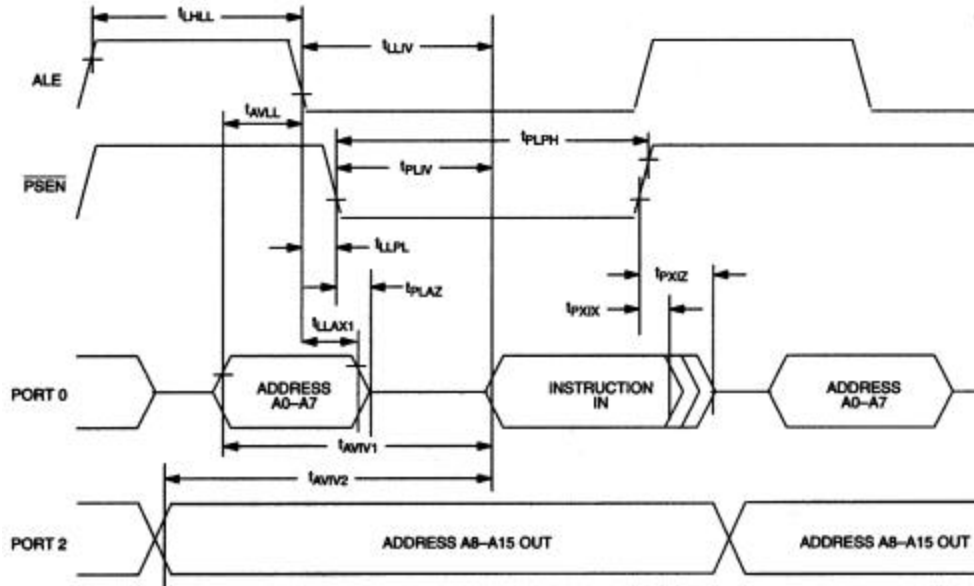 tLHLL
tLLIV
ALE
tAVLL
tPLPH
PSEN
tPLIV
tLLPL
tPXIZ
tPLAZ
tPXIX
tLLAX1
PORT 0
ADDRESS
A0–A7
INSTRUCTION
IN
ADDRESS
A0–A7
tAVIV1
tAVIV2
PORT 2
ADDRESS A8–A15 OUT
ADDRESS A8–A15 OUT